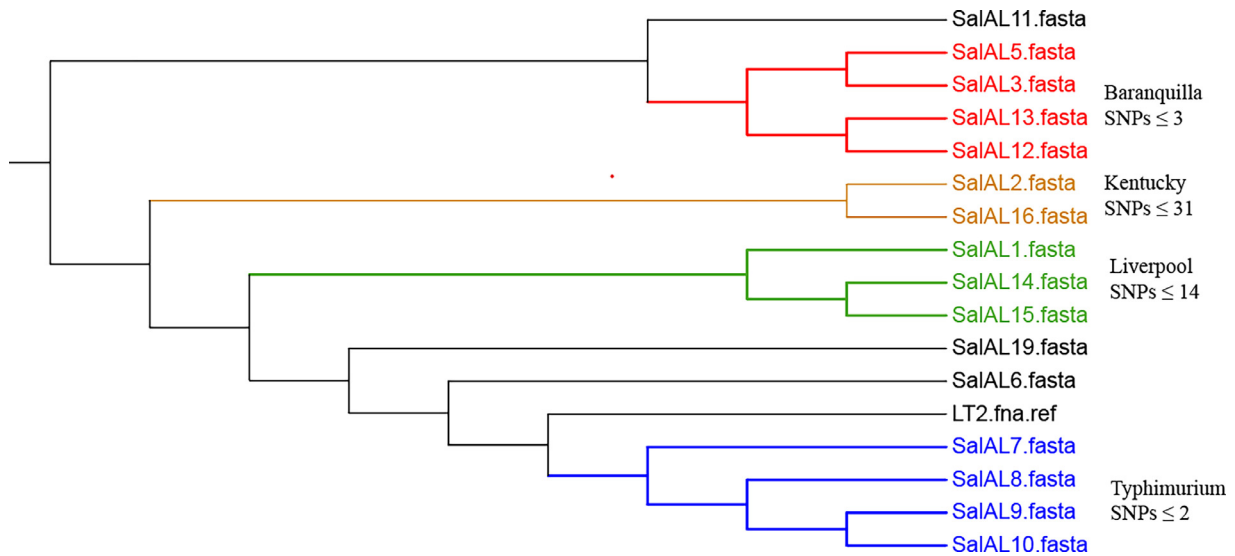 SalAL11.fasta
SalAL5.fasta
SalAL3.fasta
SalAL13.fasta
SalAL12.fasta
Baranquilla
SNPs ≤ 3
SalAL2.fasta
SalAL16.fasta
Kentucky
SNPs ≤ 31
SalAL1.fasta
SalAL14.fasta
SalAL15.fasta
Liverpool
SNPs ≤ 14
SalAL19.fasta
SalAL6.fasta
LT2.fna.ref
SalAL7.fasta
SalAL8.fasta
SalAL9.fasta
SalAL10.fasta
Typhimurium
SNPs ≤ 2